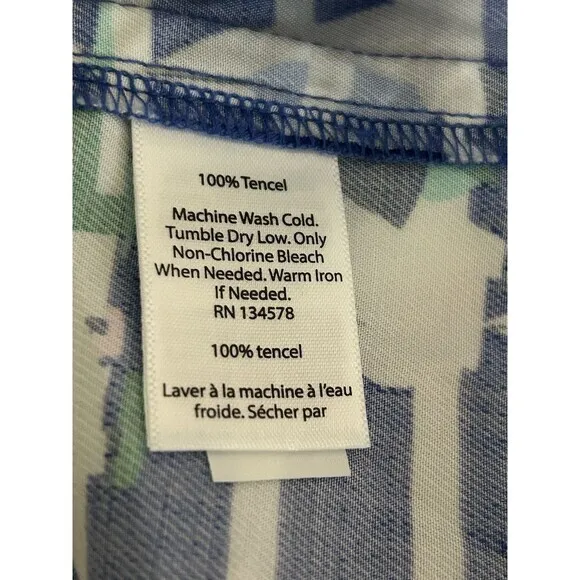 100% Tencel
Machine Wash Cold.
Tumble Dry Low. Only
Non-Chlorine Bleach
When Needed. Warm Iron
If Needed.
RN 134578
100% tencel
Laver à la machine à l'eau
froide. Sécher par